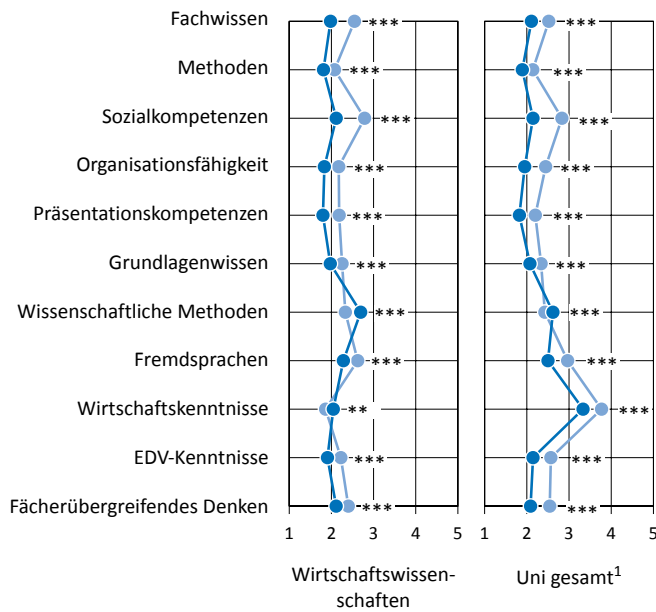 Fachwissen *** ***
Methoden *** ***
Sozialkompetenzen *** ***
Organisationsfähigkeit *** ***
Präsentationskompetenzen *** ***
Grundlagenwissen *** ***
Wissenschaftliche Methoden *** ***
Fremdsprachen *** ***
Wirtschaftskenntnisse ** ***
EDV-Kenntnisse *** ***
Fächerübergreifendes Denken *** ***
1 2 3 4 5 1 2 3 4 5
Wirtschaftswissen-
schaften
Uni gesamt¹